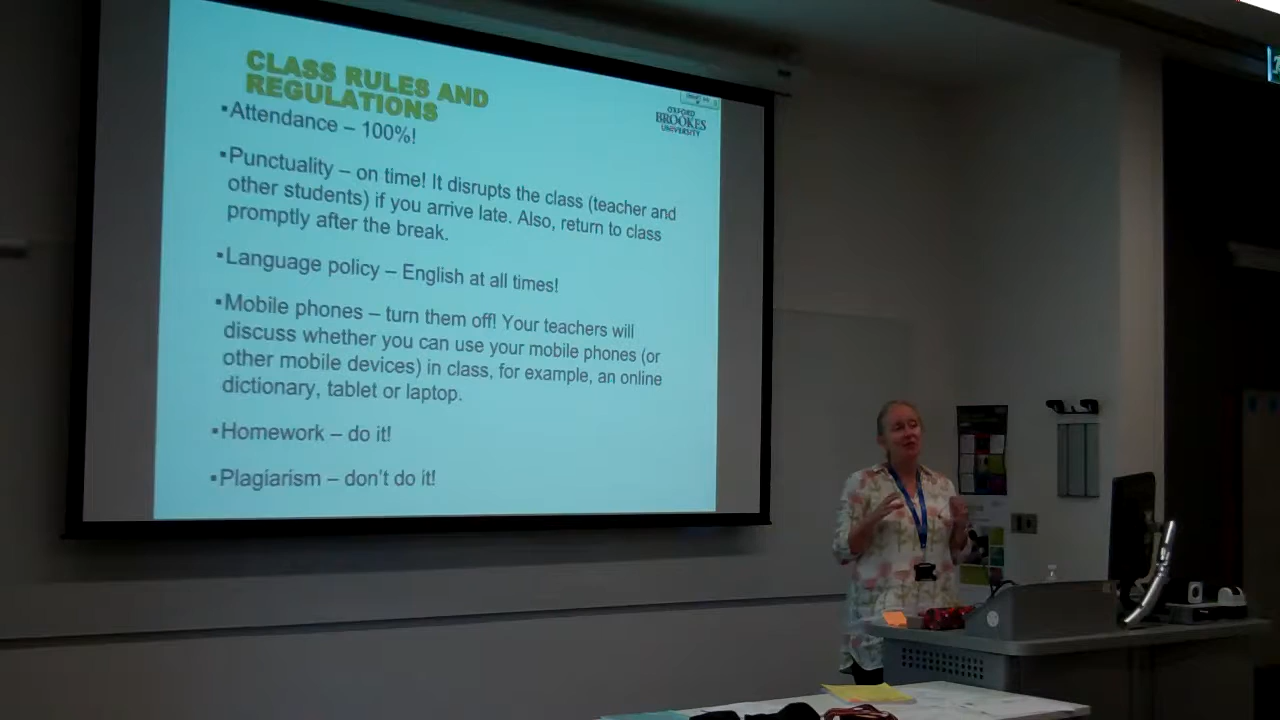 CLASS RULES AND
REGULATIONS
▪Attendance – 100%!
OXFORD
BROOKES
UNIVERSITY
▪Punctuality – on time! It disrupts the class (teacher and
other students) if you arrive late. Also, return to class
promptly after the break.
▪Language policy – English at all times!
▪Mobile phones – turn them off! Your teachers will
discuss whether you can use your mobile phones (or
other mobile devices) in class, for example, an online
dictionary, tablet or laptop.
▪Homework – do it!
▪Plagiarism – don't do it!